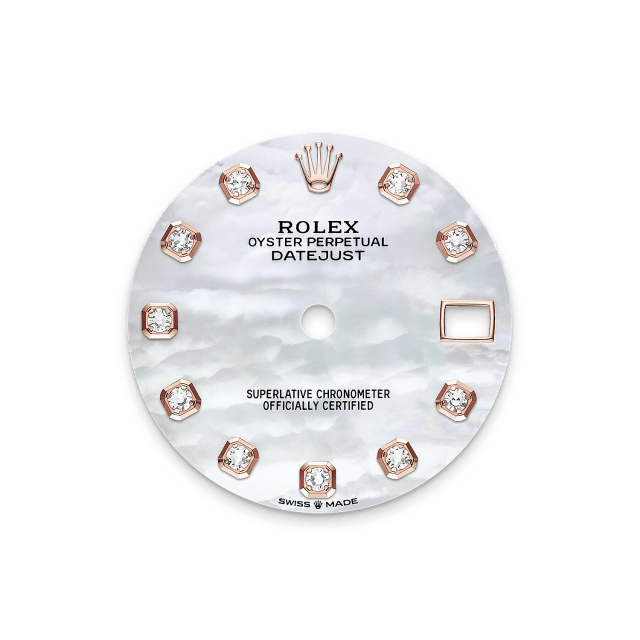 ROLEX
OYSTER PERPETUAL
DATEJUST
SUPERLATIVE CHRONOMETER
OFFICIALLY CERTIFIED
SWISS MADE